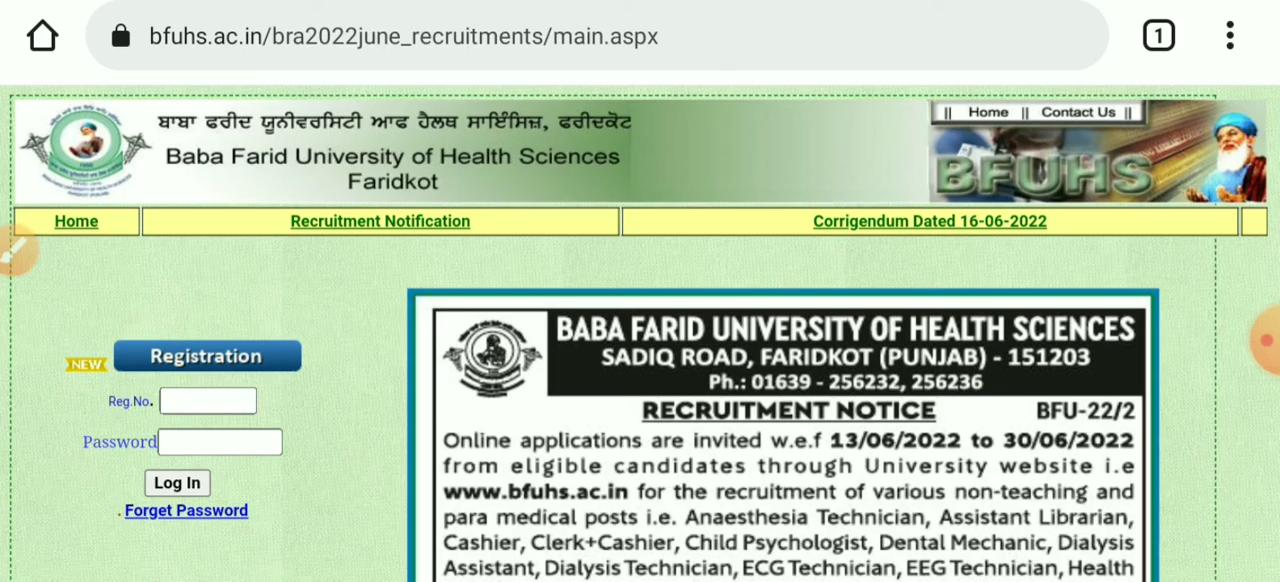 bfuhs.ac.in/bra2022june_recruitments/main.aspx
1
ਬਾਬਾ ਫਰੀਦ ਯੂਨੀਵਰਸਿਟੀ ਆਫ ਹੈਲਥ ਸਾਇੰਸਿਜ਼, ਫਰੀਦਕੋਟ
Baba Farid University of Health Sciences
Faridkot
|| Home || Contact Us ||
BFUHS
Home
Recruitment Notification
Corrigendum Dated 16-06-2022
NEW Registration
Reg.No.
Password
Log In
. Forget Password
BABA FARID UNIVERSITY OF HEALTH SCIENCES
SADIQ ROAD, FARIDKOT (PUNJAB) - 151203
Ph.: 01639 - 256232, 256236
RECRUITMENT NOTICE BFU-22/2
Online applications are invited w.e.f 13/06/2022 to 30/06/2022
from eligible candidates through University website i.e
www.bfuhs.ac.in for the recruitment of various non-teaching and
para medical posts i.e. Anaesthesia Technician, Assistant Librarian,
Cashier, Clerk+Cashier, Child Psychologist, Dental Mechanic, Dialysis
Assistant, Dialysis Technician, ECG Technician, EEG Technician, Health